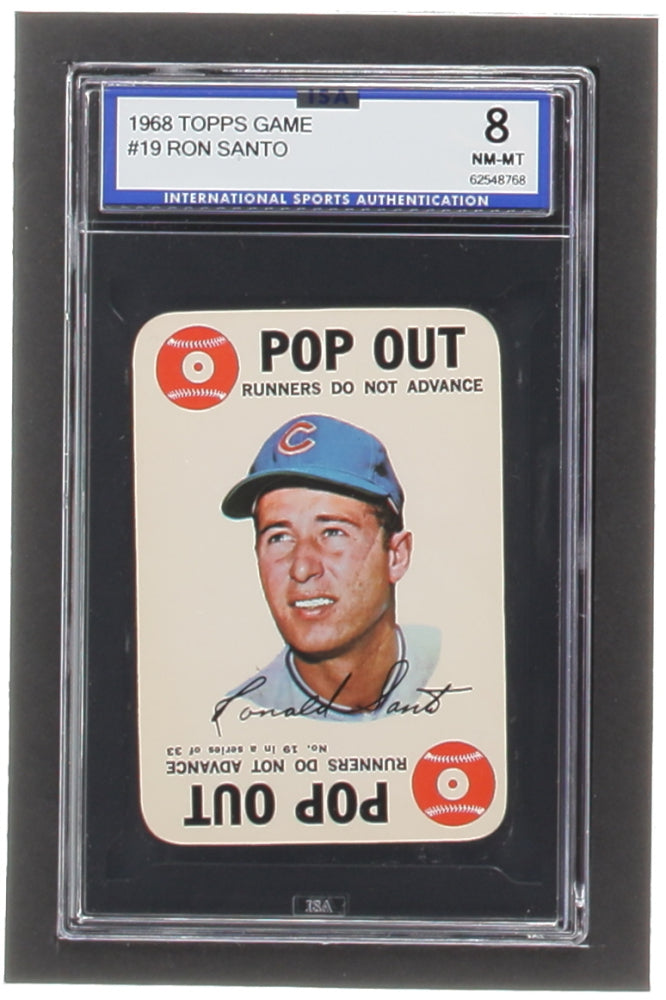 ISA
1968 TOPPS GAME
#19 RON SANTO
8
NM-MT
62548768
INTERNATIONAL SPORTS AUTHENTICATION
POP OUT
RUNNERS DO NOT ADVANCE
C
Ronald Santo
No. 19 in a series of 33
RUNNERS DO NOT ADVANCE
POP OUT
ISA